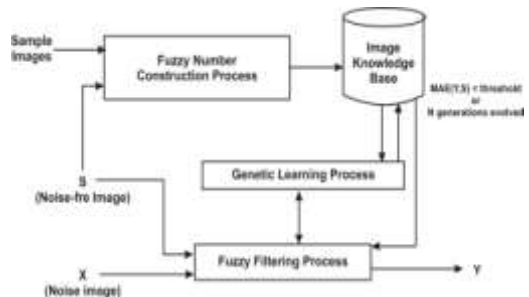 Sample
Images
Fuzzy Number
Construction Process
Image
Knowledge
Base
MAE(Y,S) < threshold
or
N generations evolved
Genetic Learning Process
S
(Noise-fre Image)
Fuzzy Filtering Process
X
(Noise image)
Y